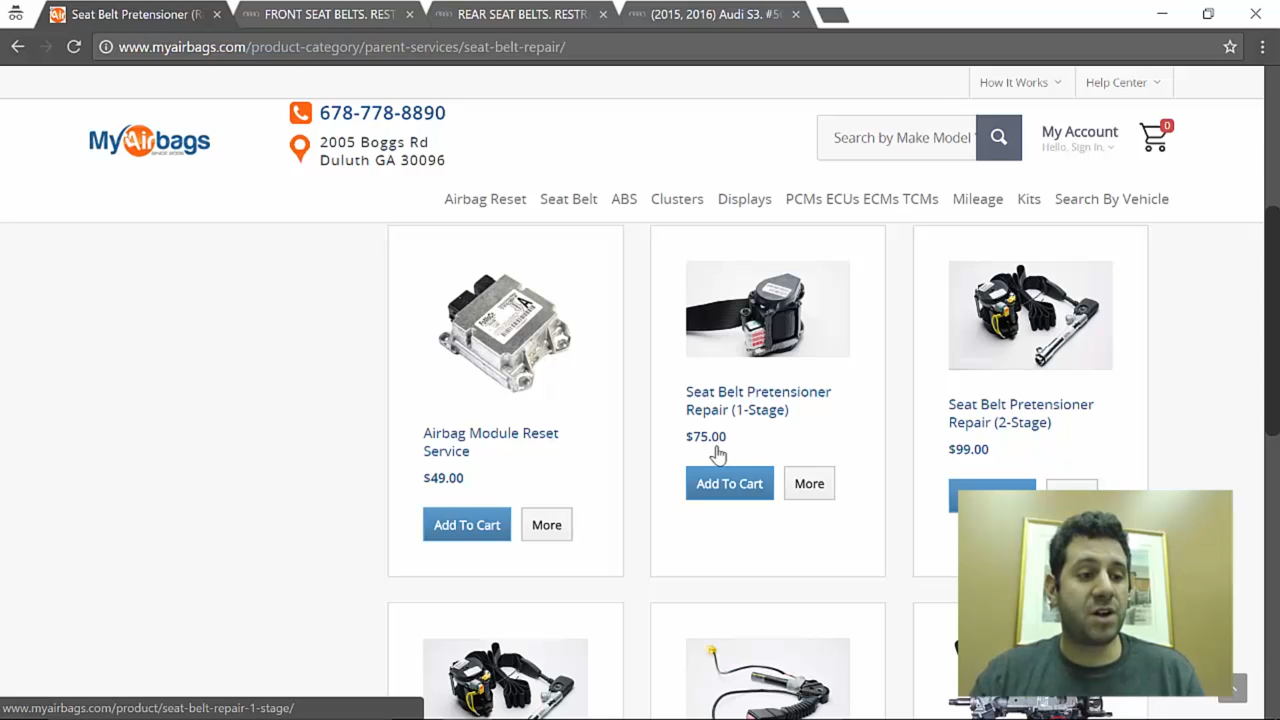 Seat Belt Pretensioner (R
FRONT SEAT BELTS. REST
REAR SEAT BELTS. RESTR
(2015, 2016) Audi S3. #5
www.myairbags.com/product-category/parent-services/seat-belt-repair/
How It Works
Help Center
678-778-8890
2005 Boggs Rd
Duluth GA 30096
MyAirbags
Search by Make Model
My Account
Hello. Sign In.
0
Airbag Reset Seat Belt ABS Clusters Displays PCMs ECUs ECMs TCMs Mileage Kits Search By Vehicle
Airbag Module Reset
Service
$49.00
Add To Cart
More
Seat Belt Pretensioner
Repair (1-Stage)
$75.00
Add To Cart
More
Seat Belt Pretensioner
Repair (2-Stage)
$99.00
www.myairbags.com/product/seat-belt-repair-1-stage/